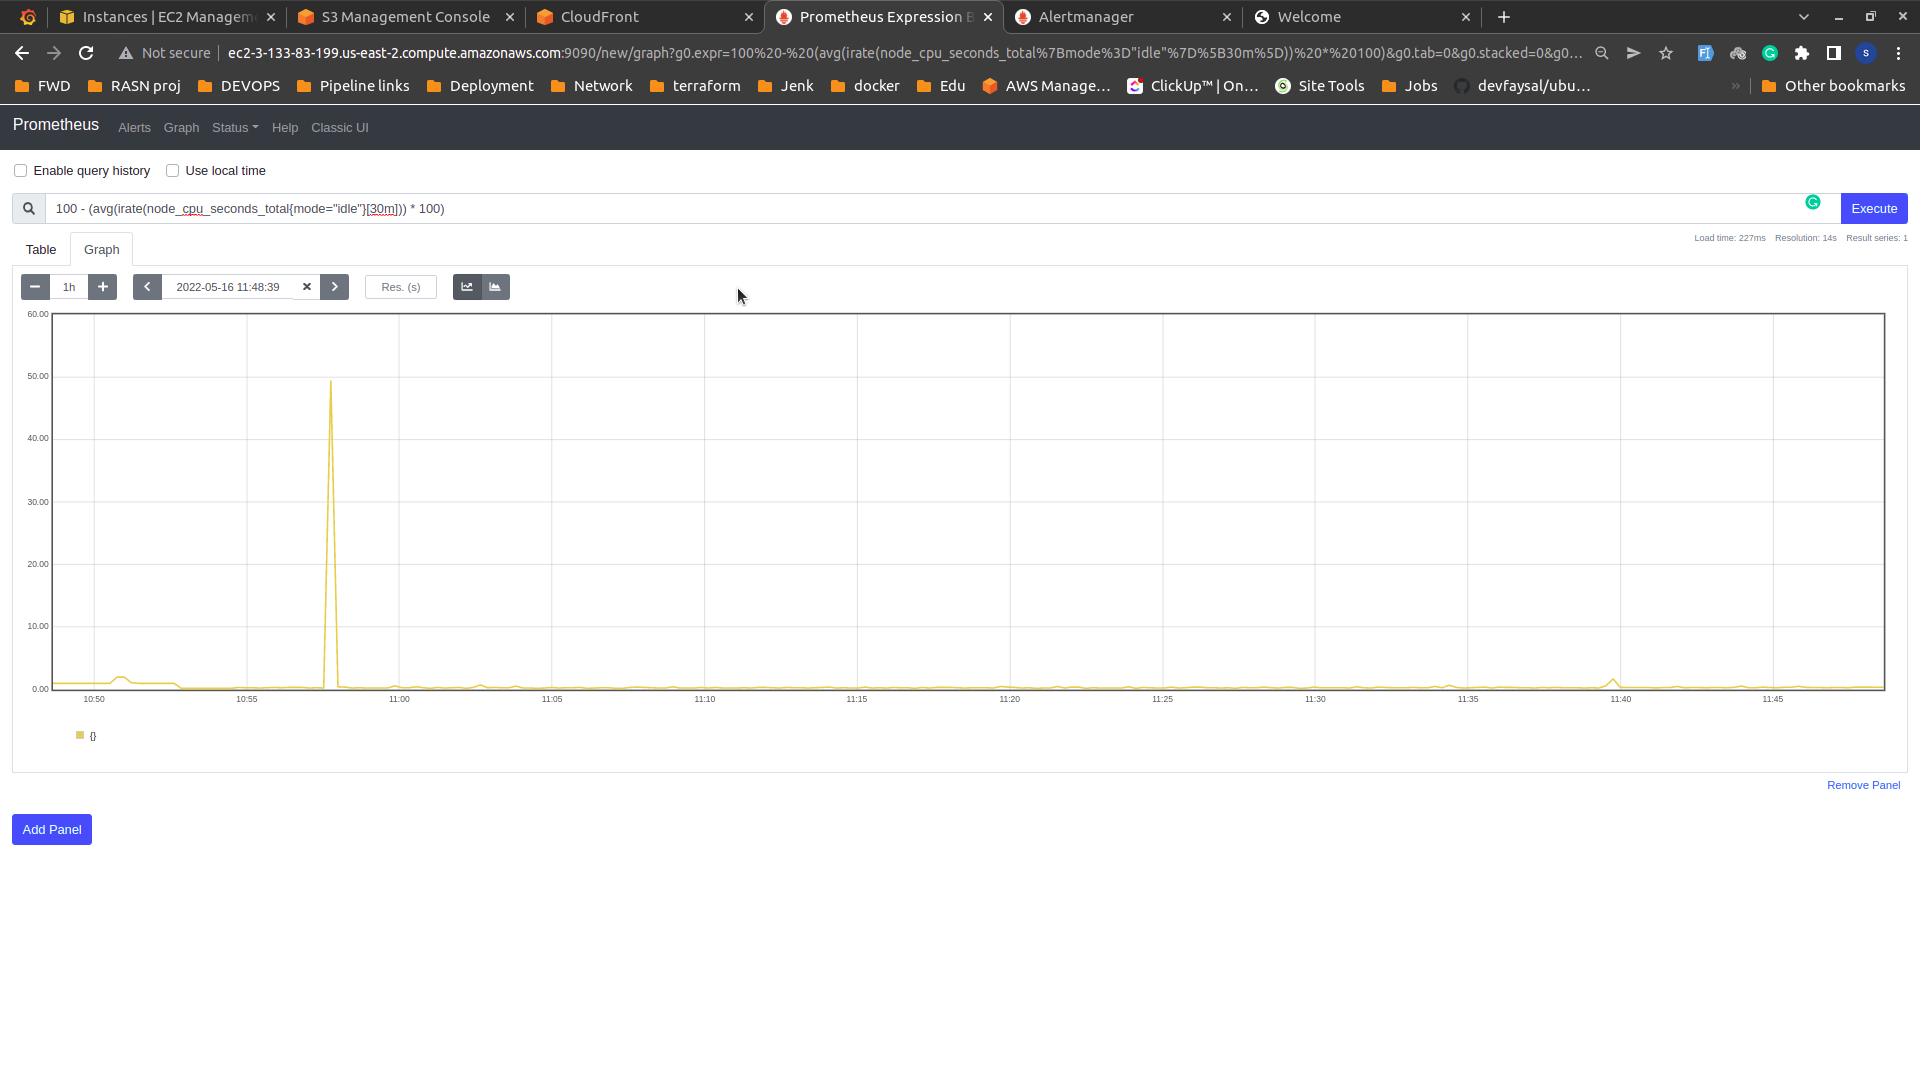 Instances | EC2 Managem
S3 Management Console
CloudFront
Prometheus Expression B
Alertmanager
Welcome
Not secure
ec2-3-133-83-199.us-east-2.compute.amazonaws.com:9090/new/graph?g0.expr=100%20-%20(avg(irate(node_cpu_seconds_total%7Bmode%3D"idle"%7D%5B30m%5D))%20*%20100)&g0.tab=0&g0.stacked=0&g0...
S
FWD
RASN proj
DEVOPS
Pipeline links
Deployment
Network
terraform
Jenk
docker
Edu
AWS Manage...
ClickUp™ | On...
Site Tools
Jobs
devfaysal/ubu...
»
Other bookmarks
Prometheus
Alerts
Graph
Status
Help
Classic UI
Enable query history
Use local time
100 - (avg(irate(node_cpu_seconds_total{mode="idle"}[30m])) * 100)
Execute
Table
Graph
Load time: 227ms
Resolution: 14s
Result series: 1
1h
2022-05-16 11:48:39
Res. (s)
60.00
50.00
40.00
30.00
20.00
10.00
0.00
10:50
10:55
11:00
11:05
11:10
11:15
11:20
11:25
11:30
11:35
11:40
11:45
{}
Remove Panel
Add Panel